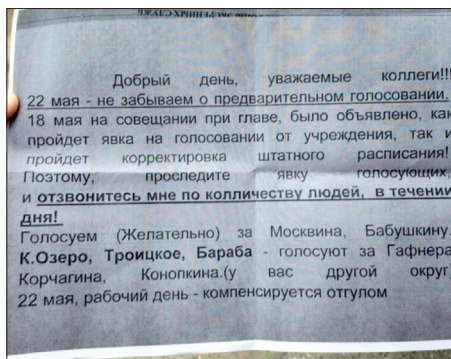 Добрый день, уважаемые коллеги!!!
22 мая - не забываем о предварительном голосовании.
18 мая на совещании при главе, было объявлено, как
пройдет явка на голосовании от учреждения, так и
пройдет корректировка штатного расписания!
Поэтому, проследите явку голосующих,
и отзвонитесь мне по колличеству людей, в течении
дня!
Голосуем (Желательно) за Москвина, Бабушкину.
К.Озеро, Троицкое, Бараба - голосуют за Гафнера
Корчагина, Конопкина.(у вас другой округ)
22 мая, рабочий день - компенсируется отгулом